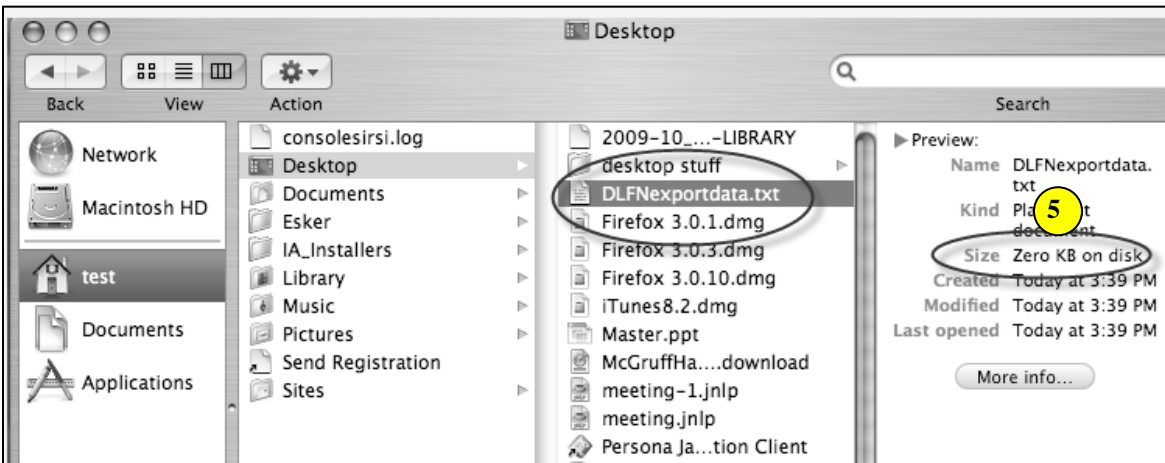 Desktop
Back View Action Search
Network
Macintosh HD
test
Documents
Applications
consolesirsi.log
Desktop
Documents
Esker
IA_Installers
Library
Music
Pictures
Send Registration
Sites
2009-10_...-LIBRARY
desktop stuff
DLFNexportdata.txt
Firefox 3.0.1.dmg
Firefox 3.0.3.dmg
Firefox 3.0.10.dmg
iTunes8.2.dmg
Master.ppt
McGruffHa....download
meeting-1.jnlp
meeting.jnlp
Persona Ja...tion Client
Preview:
Name DLFNexportdata.
txt
Kind
5
document
Size Zero KB on disk
Created Today at 3:39 PM
Modified Today at 3:39 PM
Last opened Today at 3:39 PM
More info...